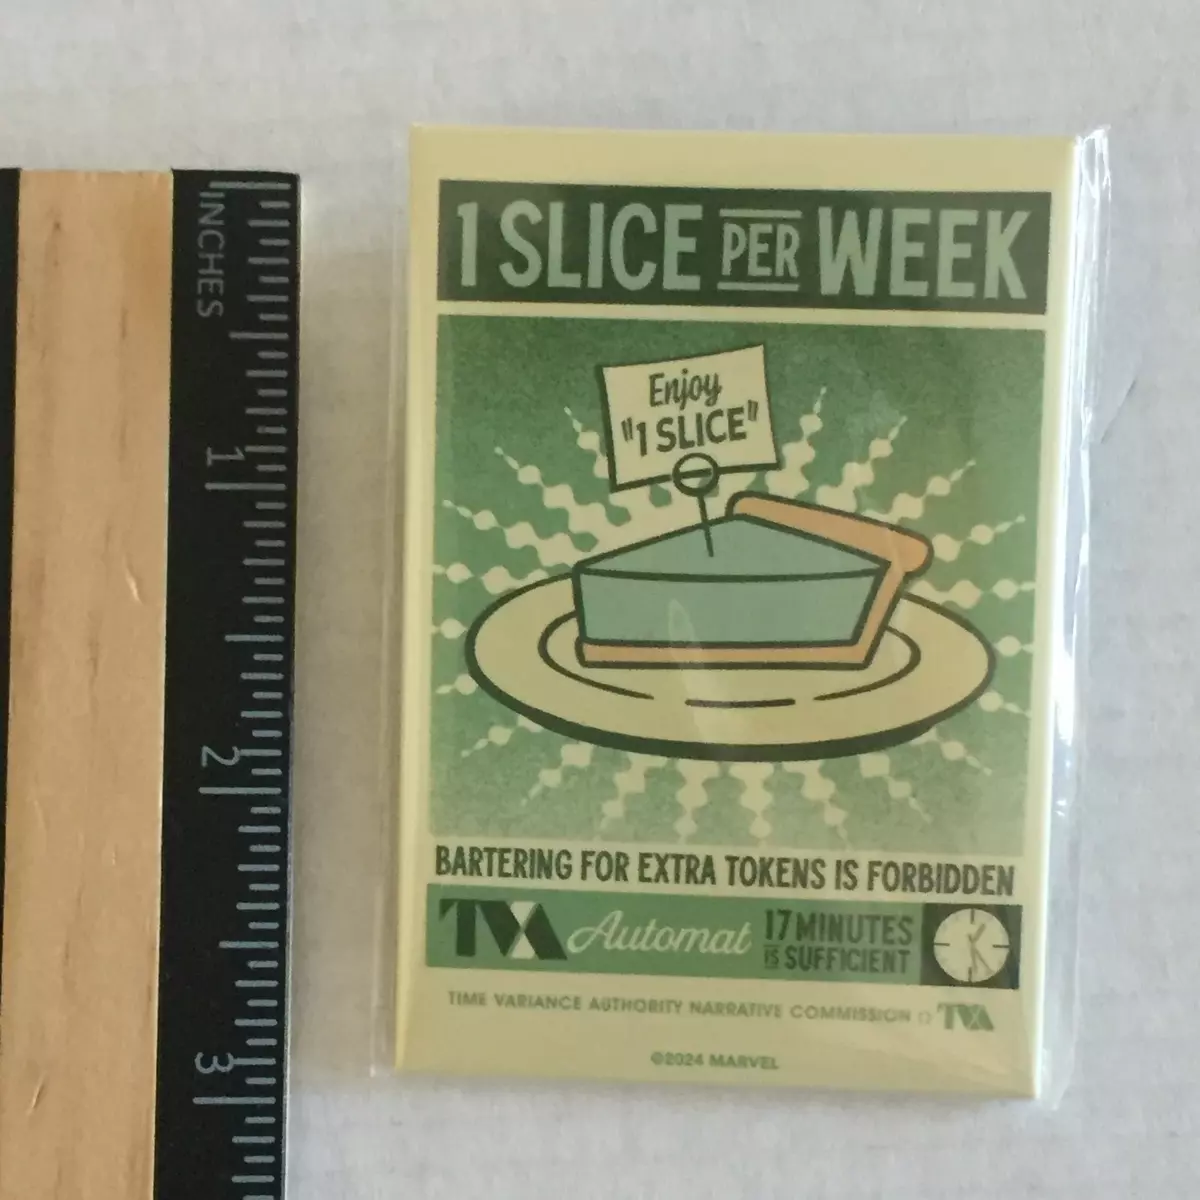 INCHES
1
2
3
1 SLICE PER WEEK
Enjoy
"1 SLICE"
BARTERING FOR EXTRA TOKENS IS FORBIDDEN
TVA Automat 17 MINUTES
IS SUFFICIENT
TIME VARIANCE AUTHORITY NARRATIVE COMMISSION TVA
©2024 MARVEL